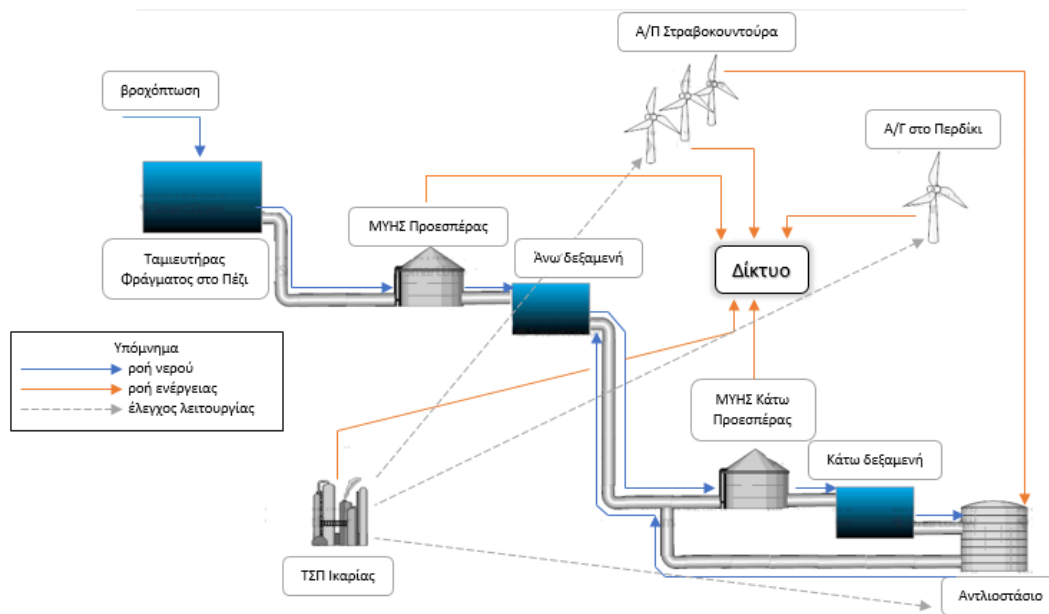 Α/Π Στραβοκουντούρα
βροχόπτωση
Α/Γ στο Περδίκι
ΜΥΗΣ Προεσπέρας
Ταμιευτήρας
Φράγματος στο Πέζι
Άνω δεξαμενή
Δίκτυο
Υπόμνημα
ροή νερού
ροή ενέργειας
έλεγχος λειτουργίας
ΜΥΗΣ Κάτω
Προεσπέρας
Κάτω δεξαμενή
ΤΣΠ Ικαρίας
Αντλιοστάσιο